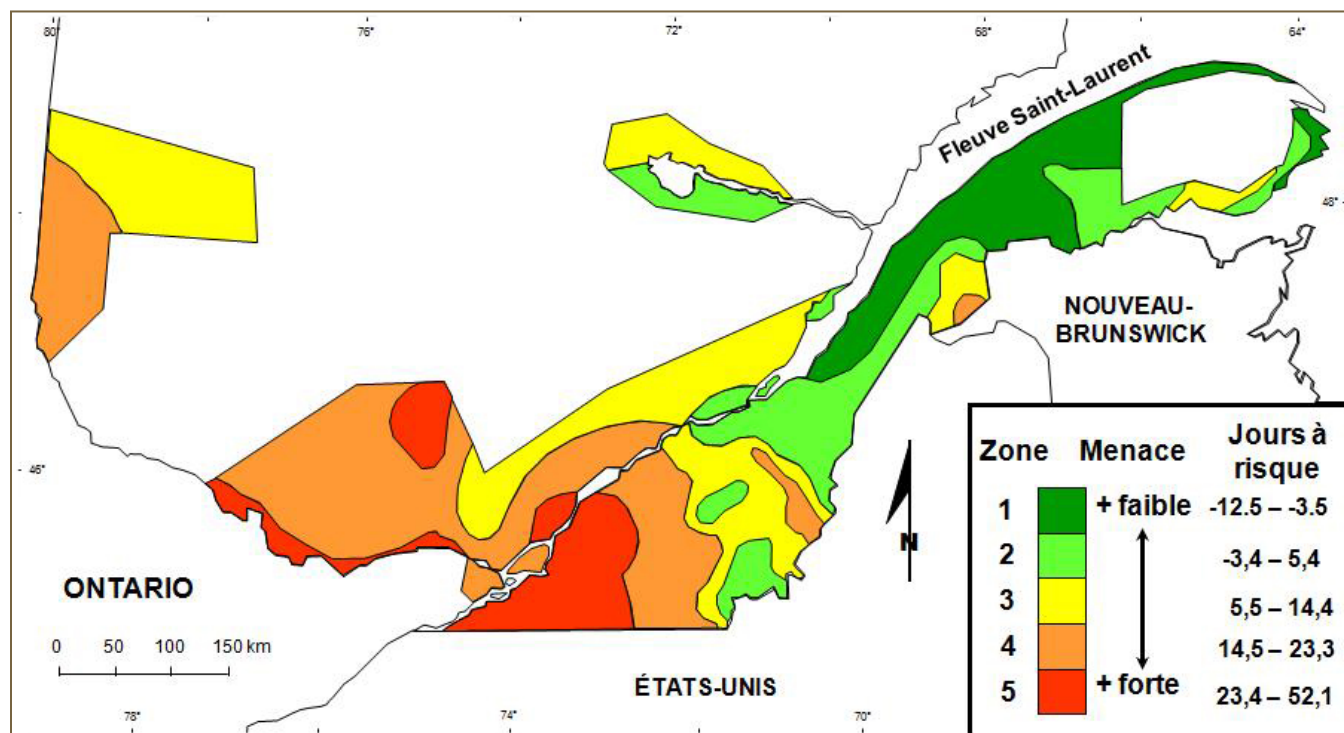 80°
76°
72°
68°
64°
Fleuve Saint-Laurent
48°
NOUVEAU-
BRUNSWICK
46°
N
ONTARIO
0 50 100 150 km
ÉTATS-UNIS
78°
74°
70°
Zone Menace Jours à
risque
1 + faible -12.5 – -3.5
2 -3,4 – 5,4
3 5,5 – 14,4
4 14,5 – 23,3
5 + forte 23,4 – 52,1